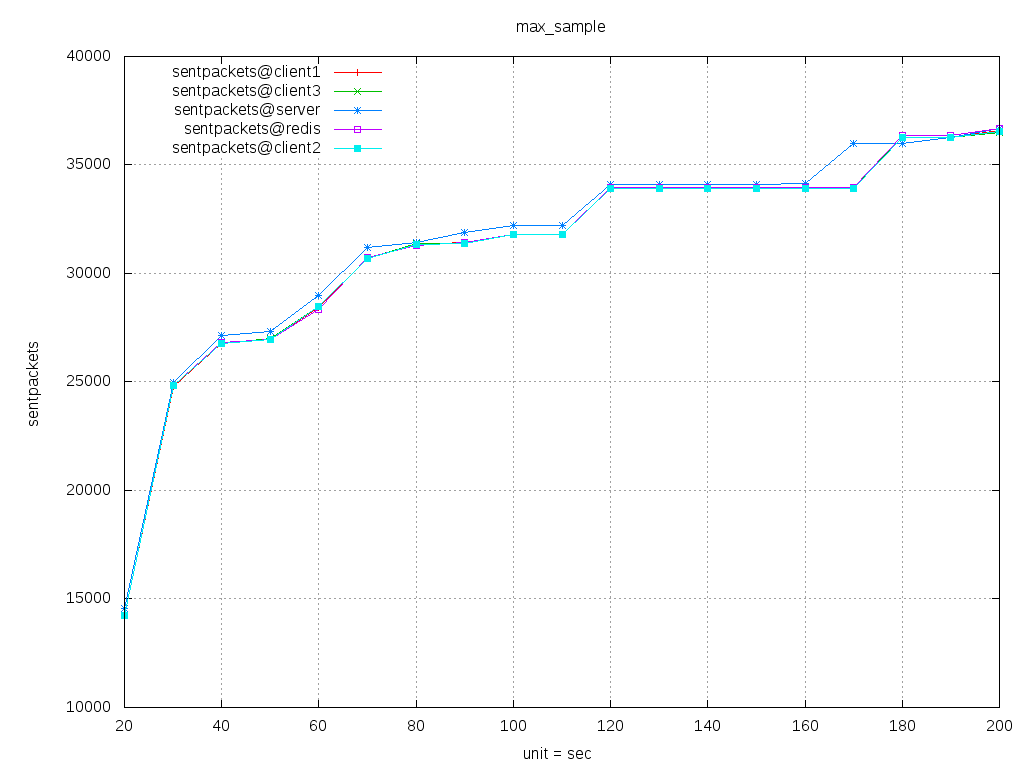 max_sample
40000
35000
30000
25000
20000
15000
10000
sentpackets
sentpackets@client1
sentpackets@client3
sentpackets@server
sentpackets@redis
sentpackets@client2
20 40 60 80 100 120 140 160 180 200
unit = sec